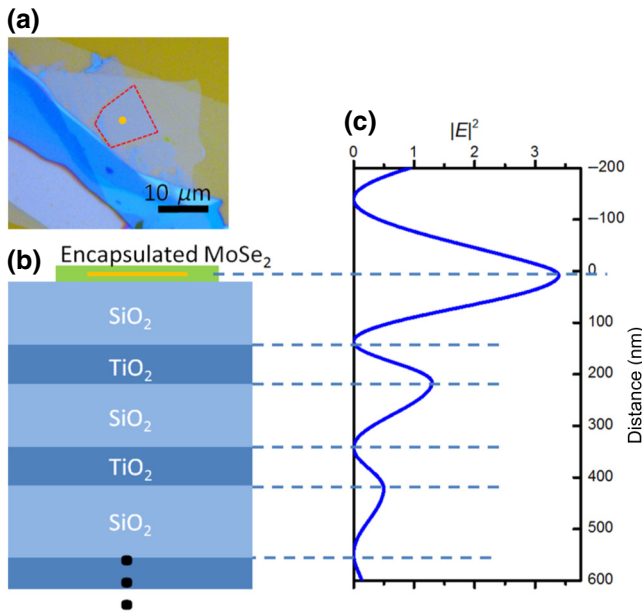 (a)
10 μm
(b)
Encapsulated MoSe₂
SiO₂
TiO₂
SiO₂
TiO₂
SiO₂
(c)
|E|²
0 1 2 3
–200
–100
0
100
200
300
400
500
600
Distance (nm)